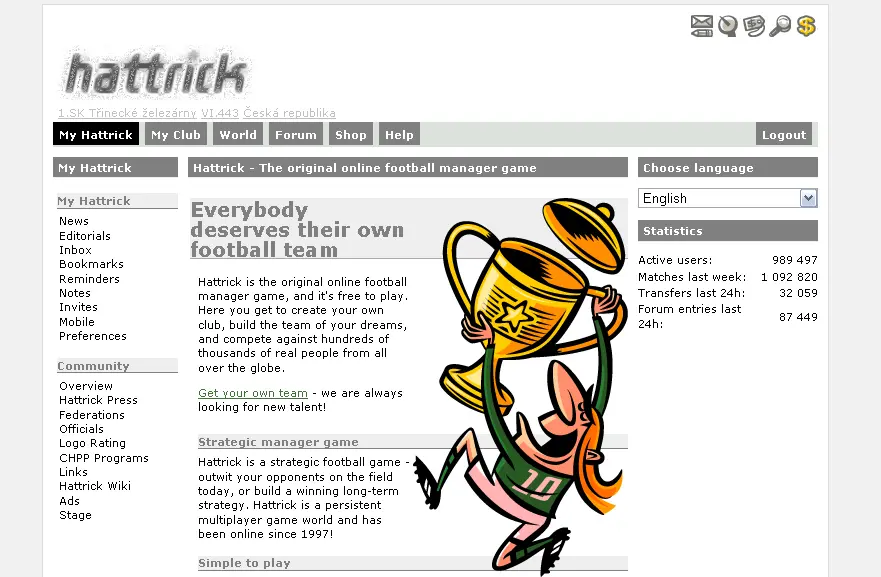 hattrick
1.SK Třinecké železárny VI.443 Česká republika
My Hattrick My Club World Forum Shop Help Logout
My Hattrick
My Hattrick
News
Editorials
Inbox
Bookmarks
Reminders
Notes
Invites
Mobile
Preferences
Community
Overview
Hattrick Press
Federations
Officials
Logo Rating
CHPP Programs
Links
Hattrick Wiki
Ads
Stage
Hattrick - The original online football manager game
Everybody
deserves their own
football team
Hattrick is the original online football
manager game, and it's free to play.
Here you get to create your own
club, build the team of your dreams,
and compete against hundreds of
thousands of real people from all
over the globe.
Get your own team - we are always
looking for new talent!
Strategic manager game
Hattrick is a strategic football game -
outwit your opponents on the field
today, or build a winning long-term
strategy. Hattrick is a persistent
multiplayer game world and has
been online since 1997!
Simple to play
10
Choose language
English
Statistics
Active users: 989 497
Matches last week: 1 092 820
Transfers last 24h: 32 059
Forum entries last
24h: 87 449